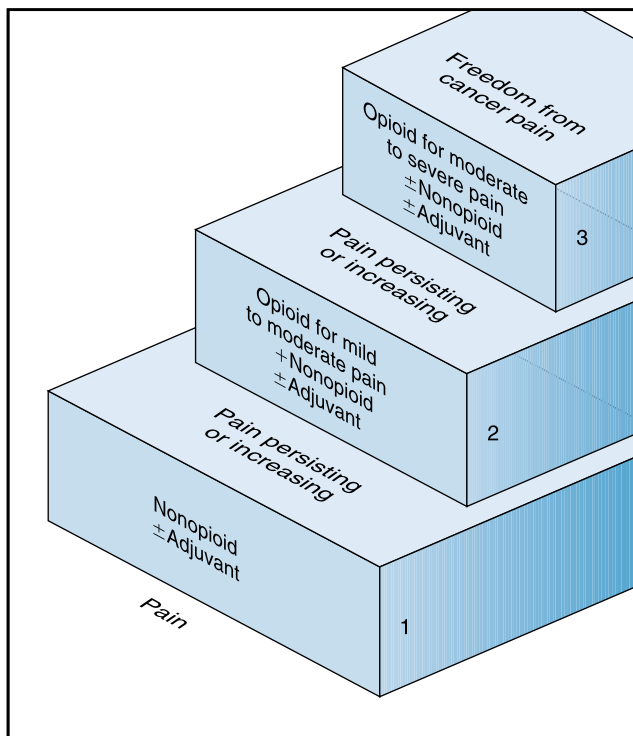 Freedom from
cancer pain
Opioid for moderate
to severe pain
±Nonopioid
±Adjuvant
3
Pain persisting
or increasing
Opioid for mild
to moderate pain
+Nonopioid
±Adjuvant
2
Pain persisting
or increasing
Nonopioid
±Adjuvant
1
Pain